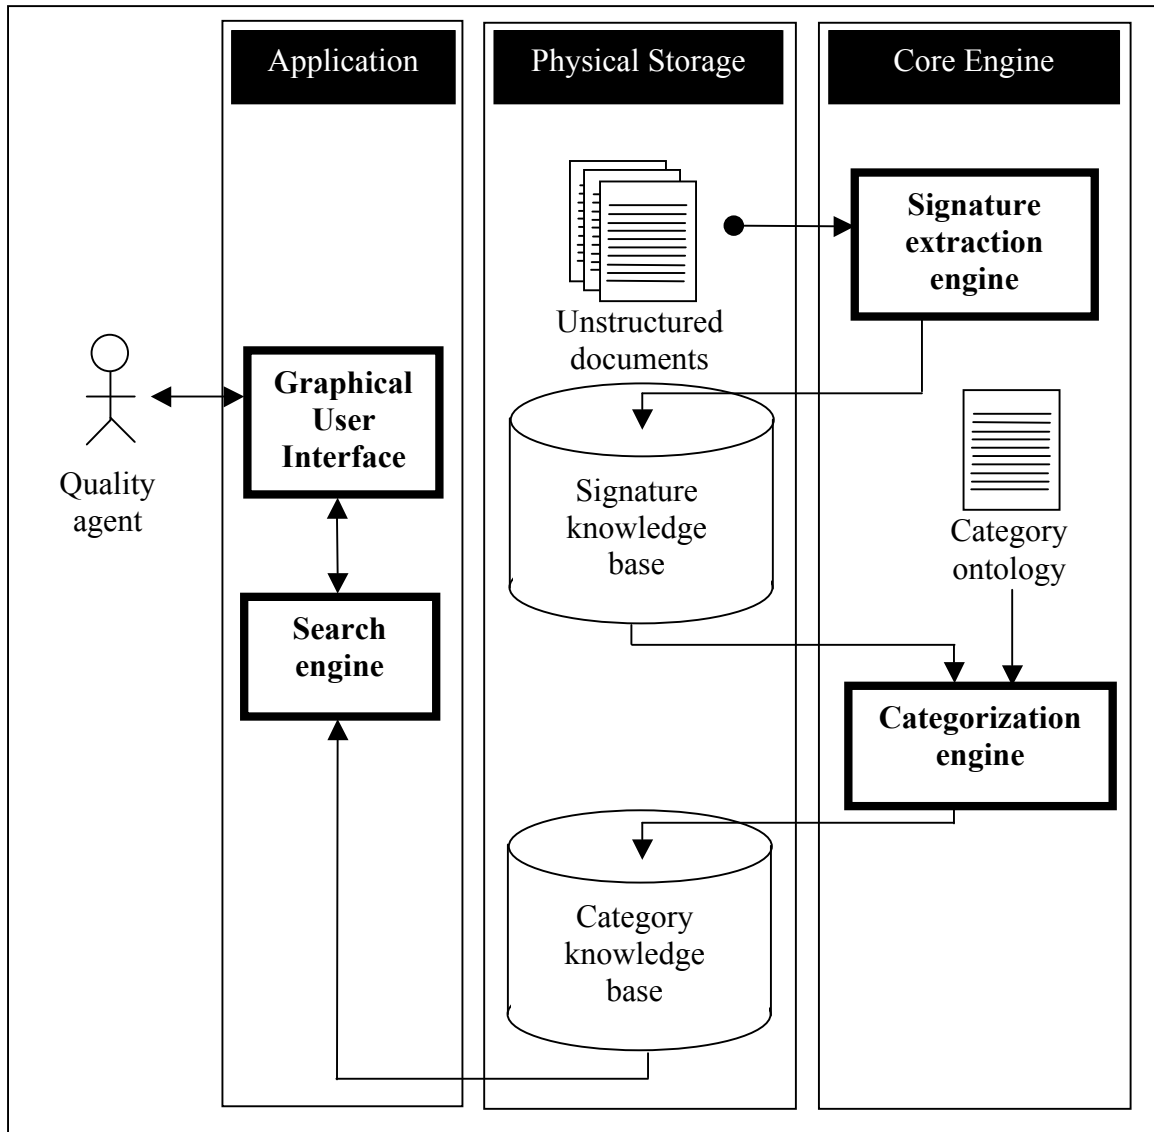 Application
Physical Storage
Core Engine
Signature
extraction
engine
Unstructured
documents
Graphical
User
Interface
Quality
agent
Signature
knowledge
base
Category
ontology
Search
engine
Categorization
engine
Category
knowledge
base